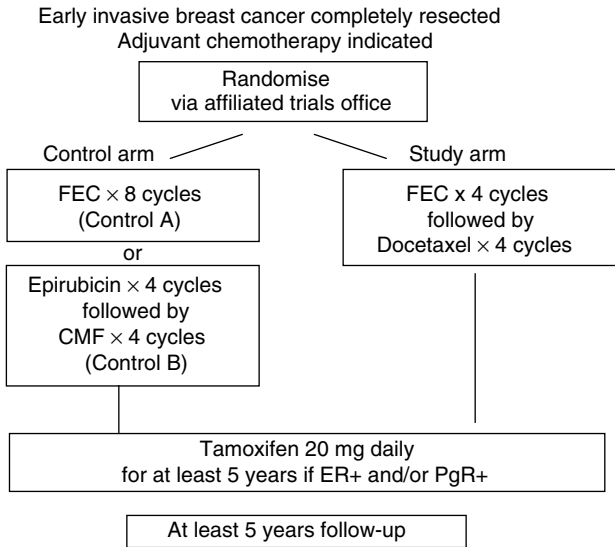 Early invasive breast cancer completely resected
Adjuvant chemotherapy indicated
Randomise
via affiliated trials office
Control arm
Study arm
FEC × 8 cycles
(Control A)
or
Epirubicin × 4 cycles
followed by
CMF × 4 cycles
(Control B)
FEC x 4 cycles
followed by
Docetaxel × 4 cycles
Tamoxifen 20 mg daily
for at least 5 years if ER+ and/or PgR+
At least 5 years follow-up